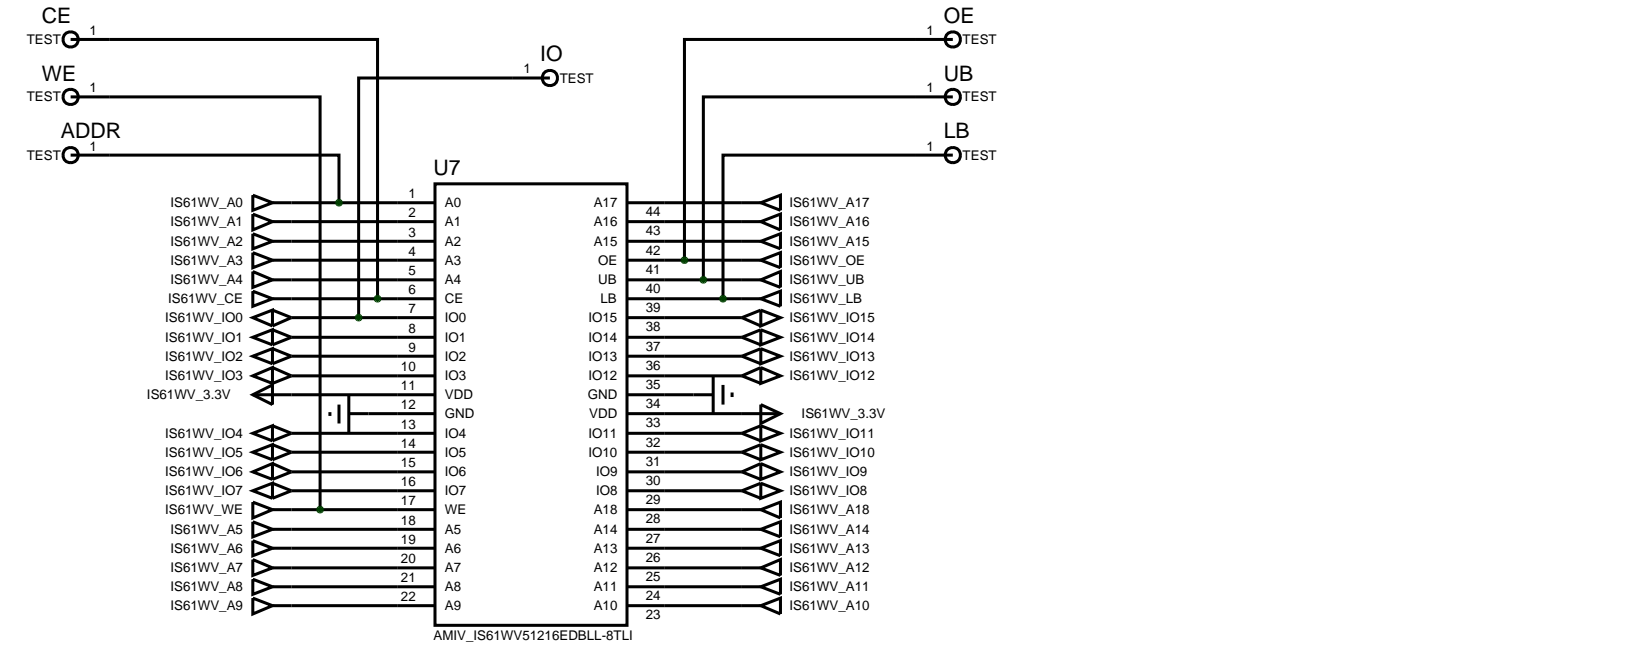 CE
TEST 1
OE
1 TEST
IO
1 TEST
WE
TEST 1
UB
1 TEST
ADDR
TEST 1
LB
1 TEST
U7
IS61WV_A0 1 A0 A17 44 IS61WV_A17
IS61WV_A1 2 A1 A16 43 IS61WV_A16
IS61WV_A2 3 A2 A15 42 IS61WV_A15
IS61WV_A3 4 A3 OE 41 IS61WV_OE
IS61WV_A4 5 A4 UB 40 IS61WV_UB
IS61WV_CE 6 CE LB 39 IS61WV_LB
IS61WV_IO0 7 IO0 IO15 38 IS61WV_IO15
IS61WV_IO1 8 IO1 IO14 37 IS61WV_IO14
IS61WV_IO2 9 IO2 IO13 36 IS61WV_IO13
IS61WV_IO3 10 IO3 IO12 35 IS61WV_IO12
IS61WV_3.3V 11 VDD GND 34
12 GND VDD 33 IS61WV_3.3V
IS61WV_IO4 13 IO4 IO11 32 IS61WV_IO11
IS61WV_IO5 14 IO5 IO10 31 IS61WV_IO10
IS61WV_IO6 15 IO6 IO9 30 IS61WV_IO9
IS61WV_IO7 16 IO7 IO8 29 IS61WV_IO8
IS61WV_WE 17 WE A18 28 IS61WV_A18
IS61WV_A5 18 A5 A14 27 IS61WV_A14
IS61WV_A6 19 A6 A13 26 IS61WV_A13
IS61WV_A7 20 A7 A12 25 IS61WV_A12
IS61WV_A8 21 A8 A11 24 IS61WV_A11
IS61WV_A9 22 A9 A10 23 IS61WV_A10
AMIV_IS61WV51216EDBLL-8TLI